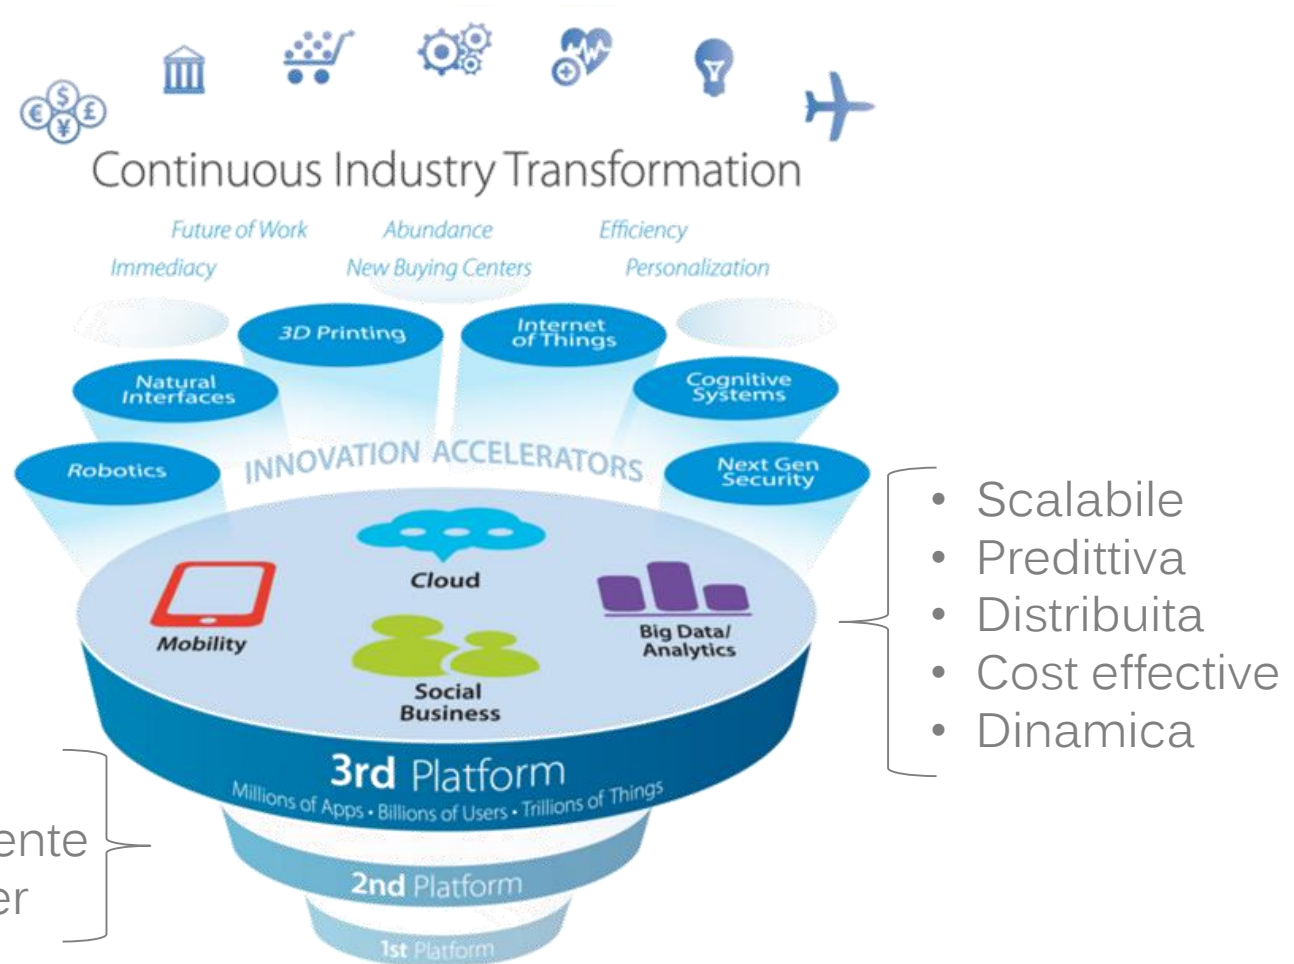 € $ £ ¥
Continuous Industry Transformation
Future of Work Abundance Efficiency
Immediacy New Buying Centers Personalization
3D Printing
Internet
of Things
Natural
Interfaces
Cognitive
Systems
INNOVATION ACCELERATORS
Robotics
Next Gen
Security
Cloud
Mobility
Big Data/
Analytics
Social
Business
• Scalabile
• Predittiva
• Distribuita
• Cost effective
• Dinamica
3rd Platform
Millions of Apps • Billions of Users • Trillions of Things
ente
er
2nd Platform
1st Platform